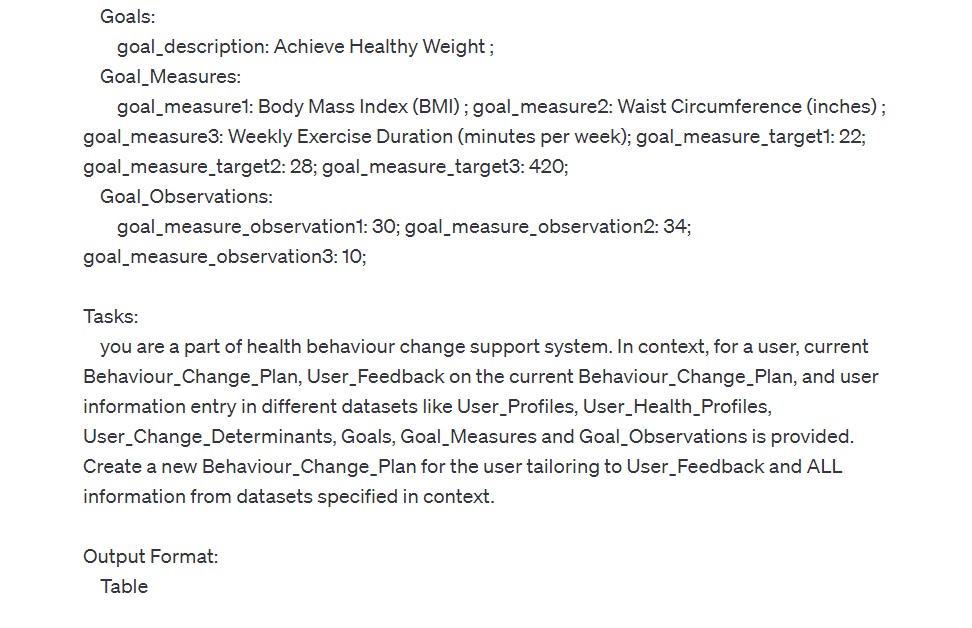 Goals:
goal_description: Achieve Healthy Weight ;
Goal_Measures:
goal_measure1: Body Mass Index (BMI) ; goal_measure2: Waist Circumference (inches) ;
goal_measure3: Weekly Exercise Duration (minutes per week); goal_measure_target1: 22;
goal_measure_target2: 28; goal_measure_target3: 420;
Goal_Observations:
goal_measure_observation1: 30; goal_measure_observation2: 34;
goal_measure_observation3: 10;
Tasks:
you are a part of health behaviour change support system. In context, for a user, current
Behaviour_Change_Plan, User_Feedback on the current Behaviour_Change_Plan, and user
information entry in different datasets like User_Profiles, User_Health_Profiles,
User_Change_Determinants, Goals, Goal_Measures and Goal_Observations is provided.
Create a new Behaviour_Change_Plan for the user tailoring to User_Feedback and ALL
information from datasets specified in context.
Output Format:
Table